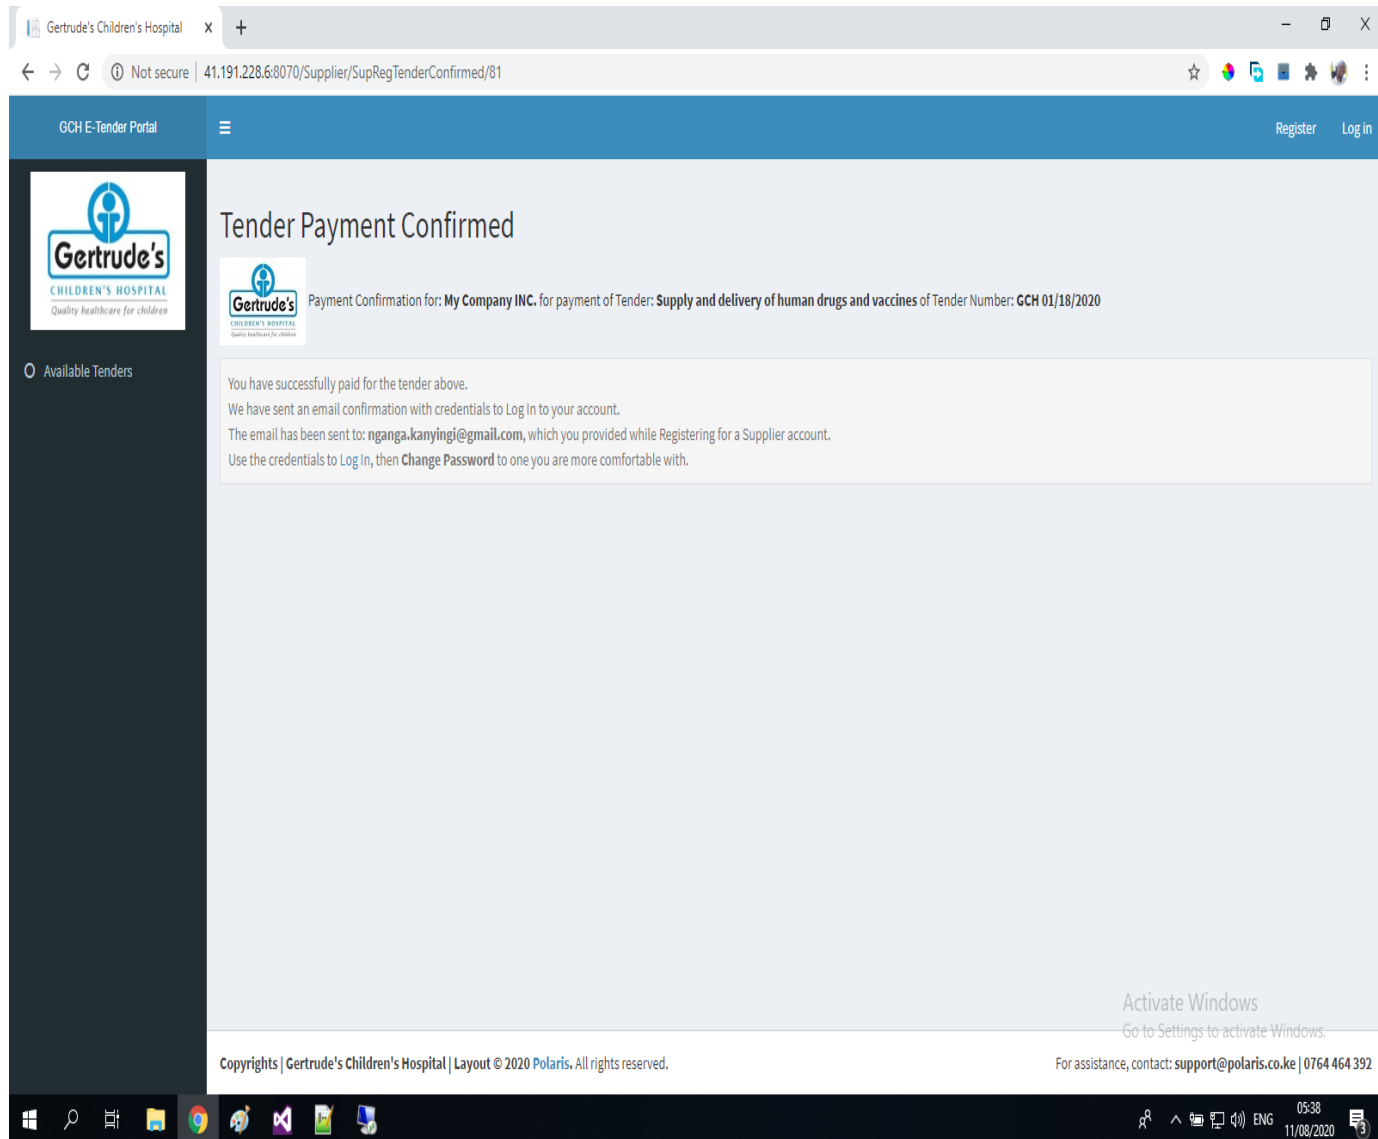 Gertrude's Children's Hospital
Not secure | 41.191.228.6:8070/Supplier/SupRegTenderConfirmed/81
GCH E-Tender Portal
Register Log in
Gertrude's
CHILDREN'S HOSPITAL
Quality healthcare for children
Available Tenders
Tender Payment Confirmed
Gertrude's
CHILDREN'S HOSPITAL
Quality healthcare for children
Payment Confirmation for: My Company INC. for payment of Tender: Supply and delivery of human drugs and vaccines of Tender Number: GCH 01/18/2020
You have successfully paid for the tender above.
We have sent an email confirmation with credentials to Log In to your account.
The email has been sent to: nganga.kanyingi@gmail.com, which you provided while Registering for a Supplier account.
Use the credentials to Log In, then Change Password to one you are more comfortable with.
Activate Windows
Go to Settings to activate Windows.
Copyrights | Gertrude's Children's Hospital | Layout © 2020 Polaris. All rights reserved.
For assistance, contact: support@polaris.co.ke | 0764 464 392
ENG
05:38
11/08/2020
3